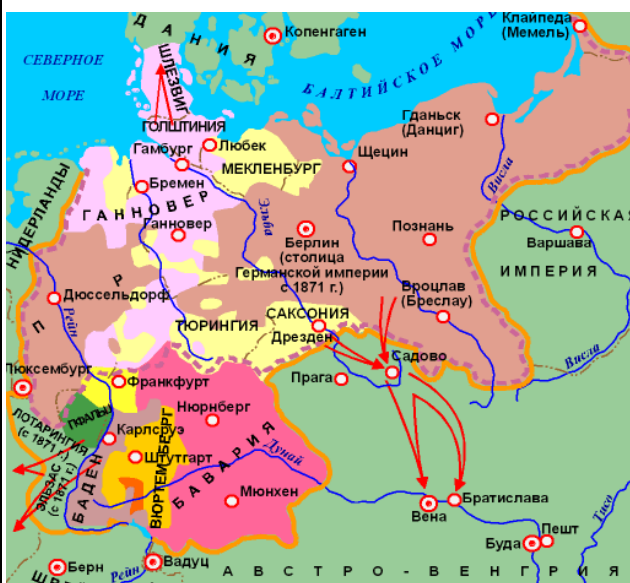 ДАНИЯ
Копенгаген
Клайпеда
(Мемель)
СЕВЕРНОЕ
МОРЕ
БАЛТИЙСКОЕ МОРЕ
ШЛЕЗВИГ
ГОЛШТИНИЯ
Гамбург
Любек
МЕКЛЕНБУРГ
Щецин
Гданьск
(Данциг)
Висла
НИДЕРЛАНДЫ
Бремен
ГАННОВЕР
Ганновер
Эльба
Берлин
(столица
Германской империи
с 1871 г.)
Познань
РОССИЙСКАЯ
Варшава
ИМПЕРИЯ
Дюссельдорф
Рейн
П Р
ТЮРИНГИЯ
САКСОНИЯ
Дрезден
Вроцлав
(Бреслау)
Висла
Люксембург
Франкфурт
Прага
Садово
ЛОТАРИНГИЯ
(с 1871 г.)
ПФАЛЬЦ
Нюрнберг
Карлсруэ
Штутгарт
ЭЛЬЗАС
(с 1871 г.)
БАДЕН
ВЮРТЕМБЕРГ
БАВАРИЯ
Дунай
Мюнхен
Вена
Братислава
Тисо
Буда
Пешт
Берн
Рейн
Вадуц
АВСТРО-ВЕНГРИЯ